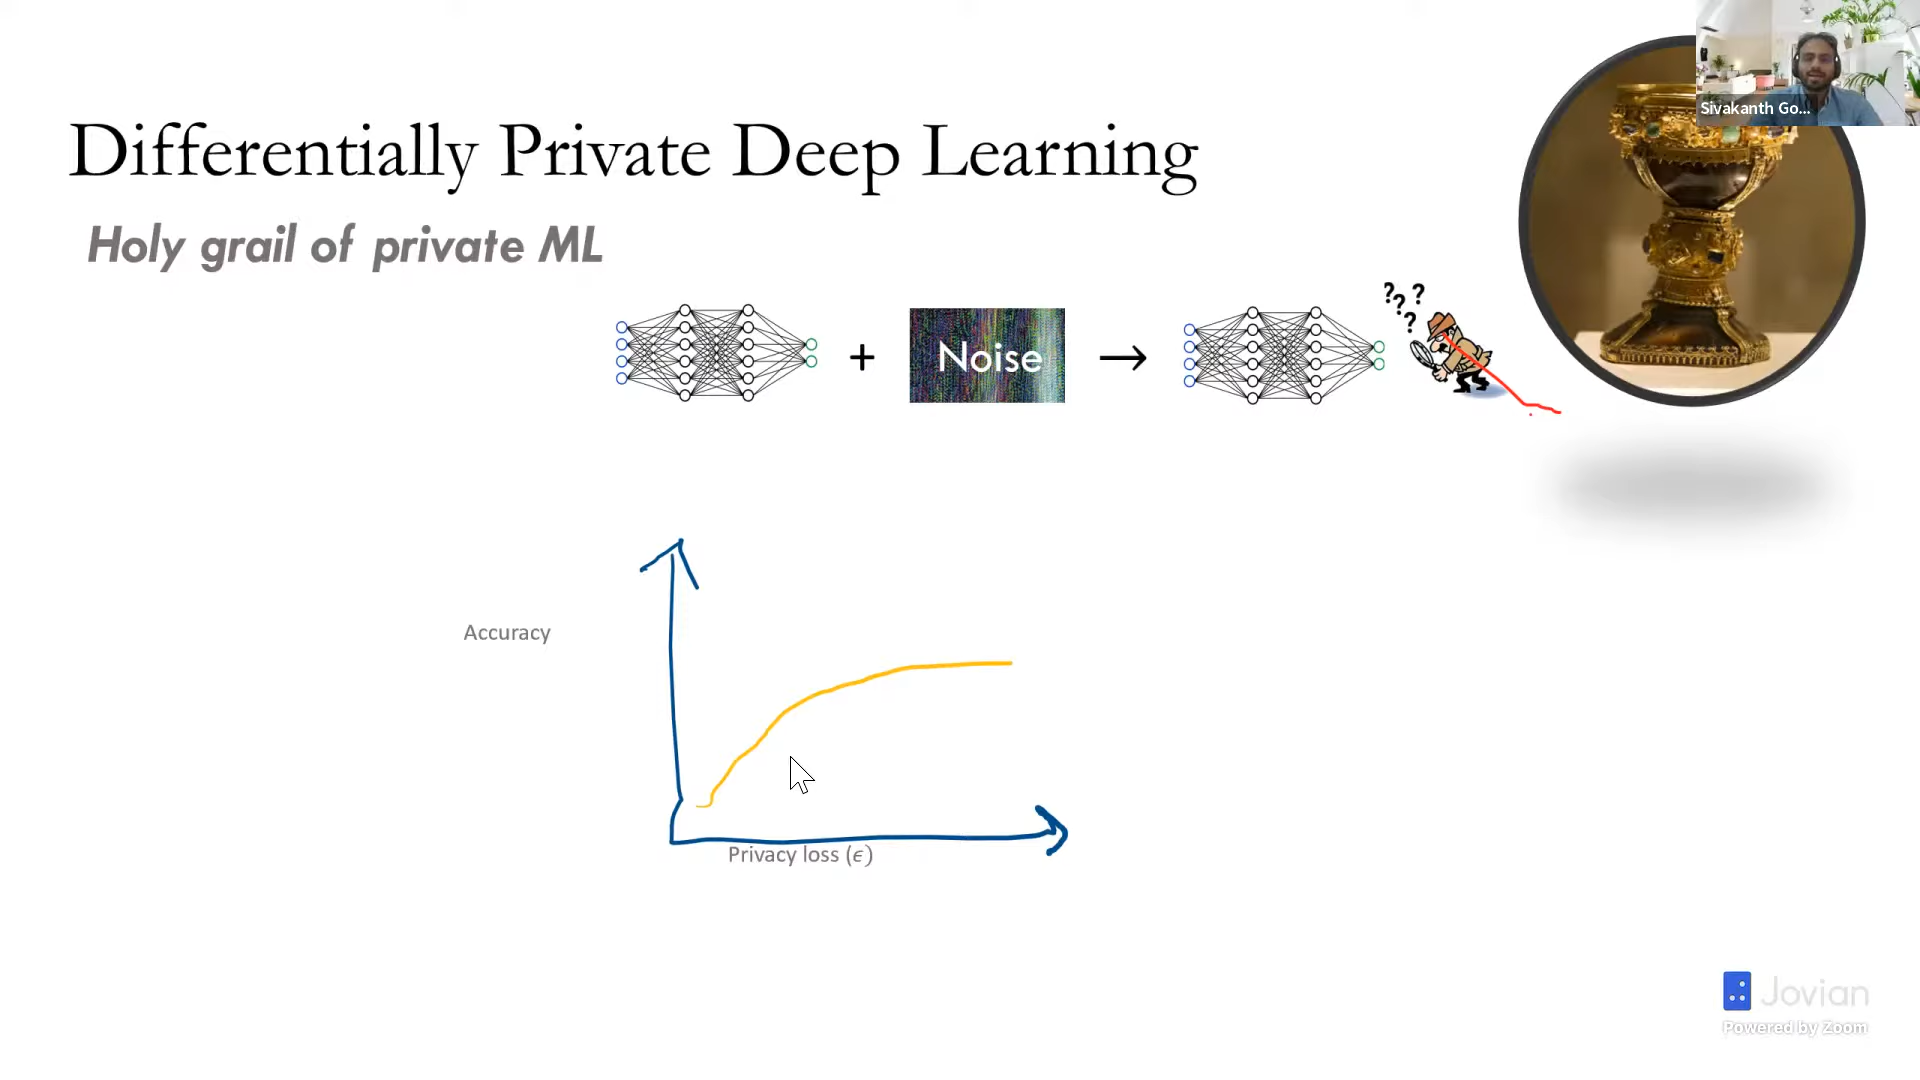 Sivakanth Go...
Differentially Private Deep Learning
Holy grail of private ML
? ? ? ?
+ Noise →
Accuracy
Privacy loss (ϵ)
Jovian
Powered by Zoom